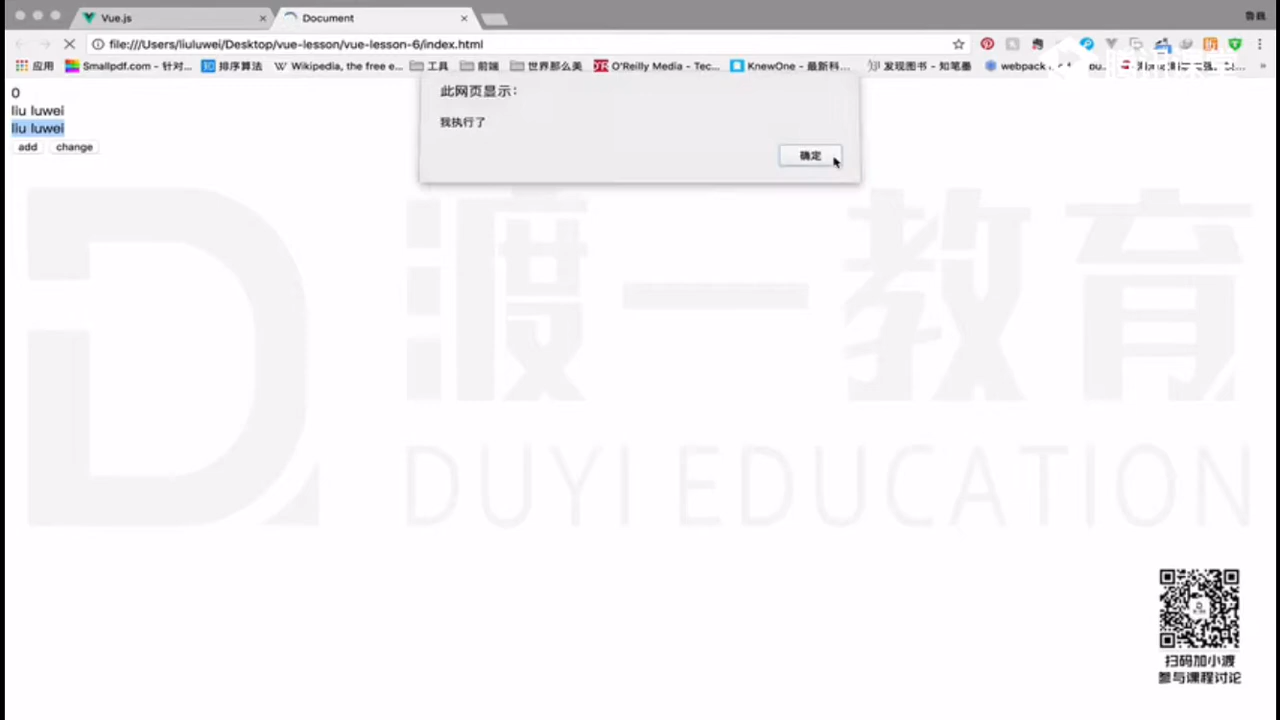 Vue.js
Document
file:///Users/liuluwei/Desktop/vue-lesson/vue-lesson-6/index.html
应用
Smallpdf.com - 针对...
排序算法
Wikipedia, the free e...
工具
前端
世界那么美
O'Reilly Media - Tec...
KnewOne - 最新科...
发现图书 - 知笔墨
webpack
0
liu luwei
liu luwei
add
change
此网页显示：
我执行了
确定
渡一教育
DUYI EDUCATION
扫码加小渡
参与课程讨论